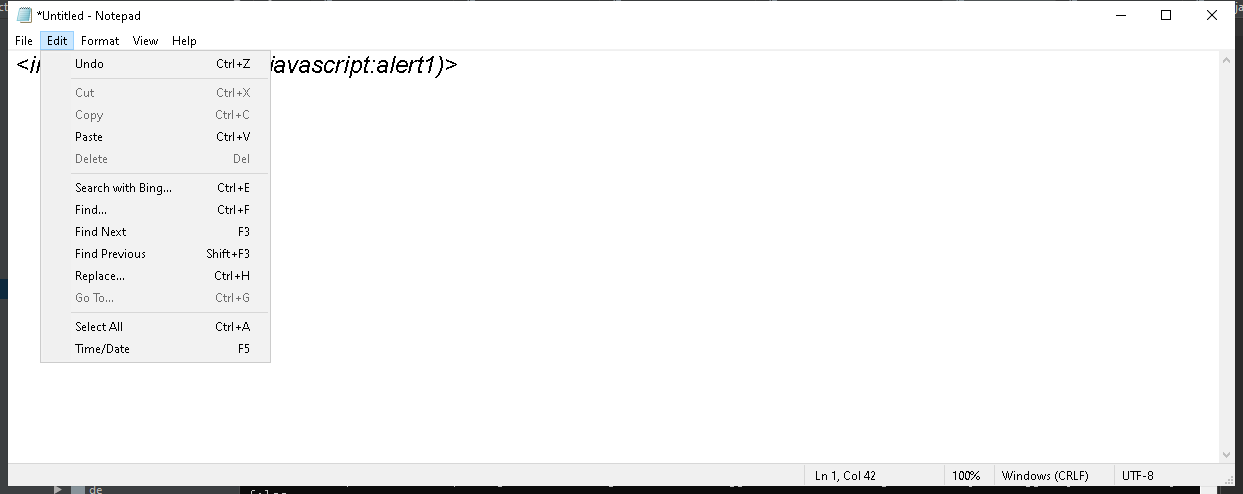 *Untitled - Notepad
File Edit Format View Help
javascript:alert1)>
Undo Ctrl+Z
Cut Ctrl+X
Copy Ctrl+C
Paste Ctrl+V
Delete Del
Search with Bing... Ctrl+E
Find... Ctrl+F
Find Next F3
Find Previous Shift+F3
Replace... Ctrl+H
Go To... Ctrl+G
Select All Ctrl+A
Time/Date F5
Ln 1, Col 42 100% Windows (CRLF) UTF-8
de